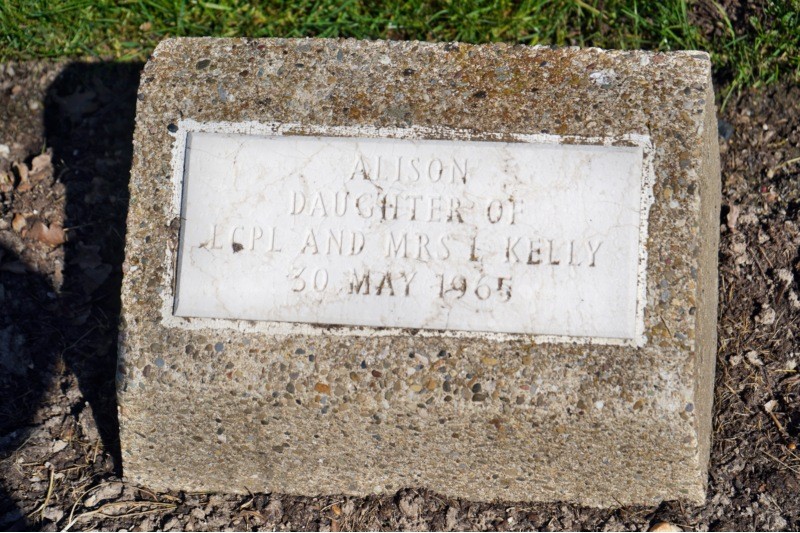 ALISON
DAUGHTER OF
LCPL AND MRS L KELLY
30 MAY 1965